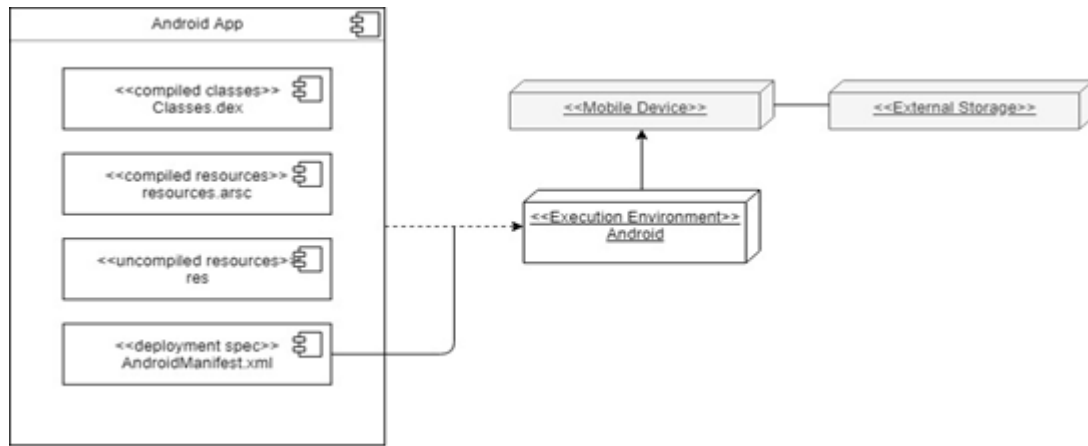 Android App
<<compiled classes>>
Classes.dex
<<compiled resources>>
resources.arsc
<<uncompiled resources>>
res
<<deployment spec>>
AndroidManifest.xml
<<Mobile Device>>
<<External Storage>>
<<Execution Environment>>
Android